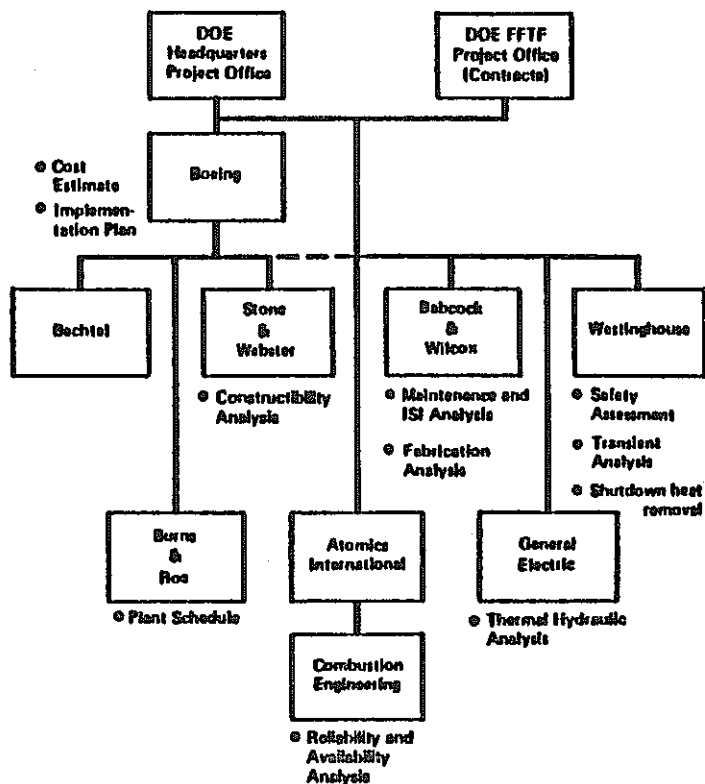 DOE
Headquarters
Project Office
DOE FFTF
Project Office
(Contracts)
● Cost
Estimate
● Implemen-
tation Plan
Boeing
Bechtel
Stone
&
Webster
● Constructibility
Analysis
Babcock
&
Wilcox
● Maintenance and
ISI Analysis
● Fabrication
Analysis
Westinghouse
● Safety
Assessment
● Transient
Analysis
● Shutdown heat
removal
Burns
&
Roe
● Plant Schedule
Atomics
International
General
Electric
● Thermal Hydraulic
Analysis
Combustion
Engineering
● Reliability and
Availability
Analysis